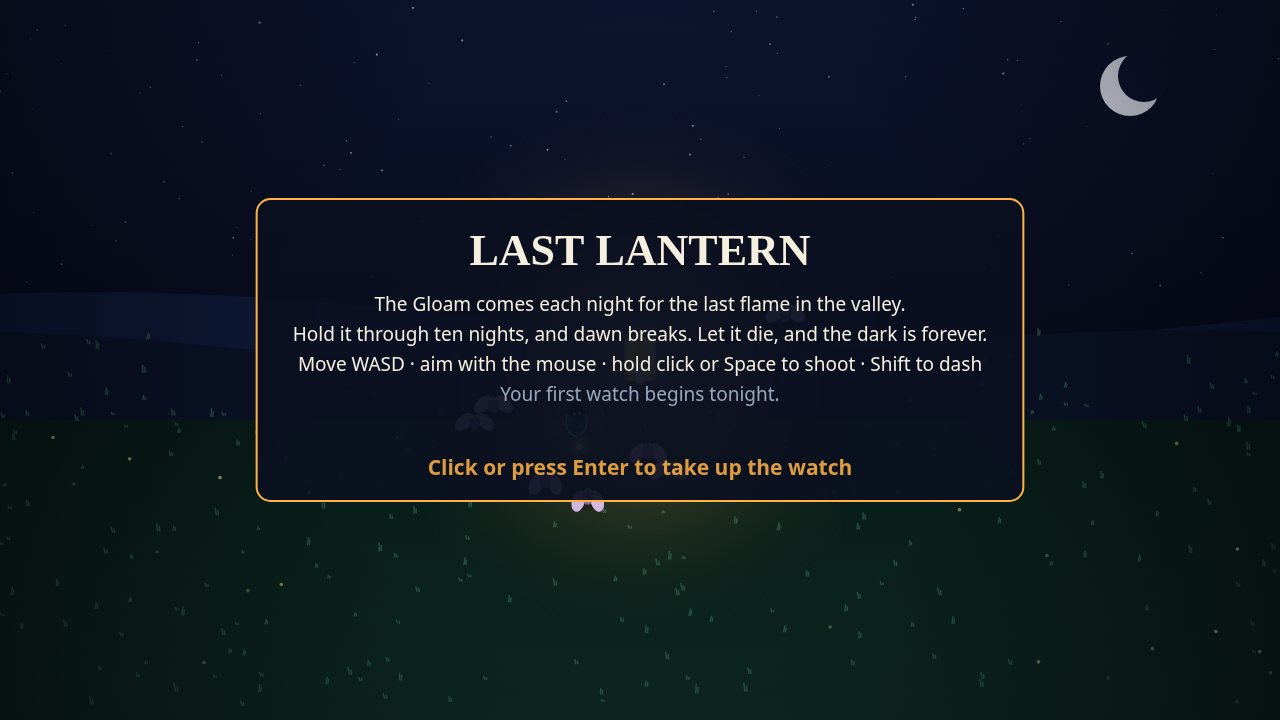 LAST LANTERN
The Gloam comes each night for the last flame in the valley.
Hold it through ten nights, and dawn breaks. Let it die, and the dark is forever.
Move WASD · aim with the mouse · hold click or Space to shoot · Shift to dash
Your first watch begins tonight.
Click or press Enter to take up the watch